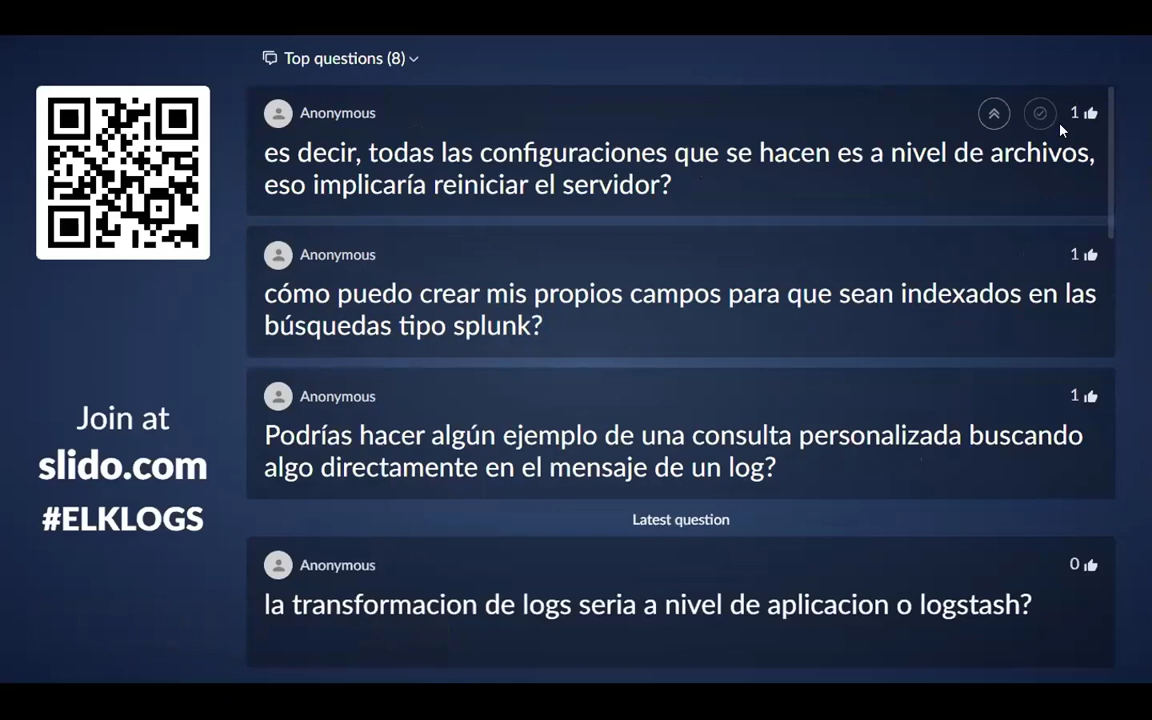 Top questions (8)
Anonymous
1
es decir, todas las configuraciones que se hacen es a nivel de archivos,
eso implicaría reiniciar el servidor?
Anonymous
1
cómo puedo crear mis propios campos para que sean indexados en las
búsquedas tipo splunk?
Anonymous
1
Podrías hacer algún ejemplo de una consulta personalizada buscando
algo directamente en el mensaje de un log?
Latest question
Anonymous
0
la transformacion de logs seria a nivel de aplicacion o logstash?
Join at
slido.com
#ELKLOGS